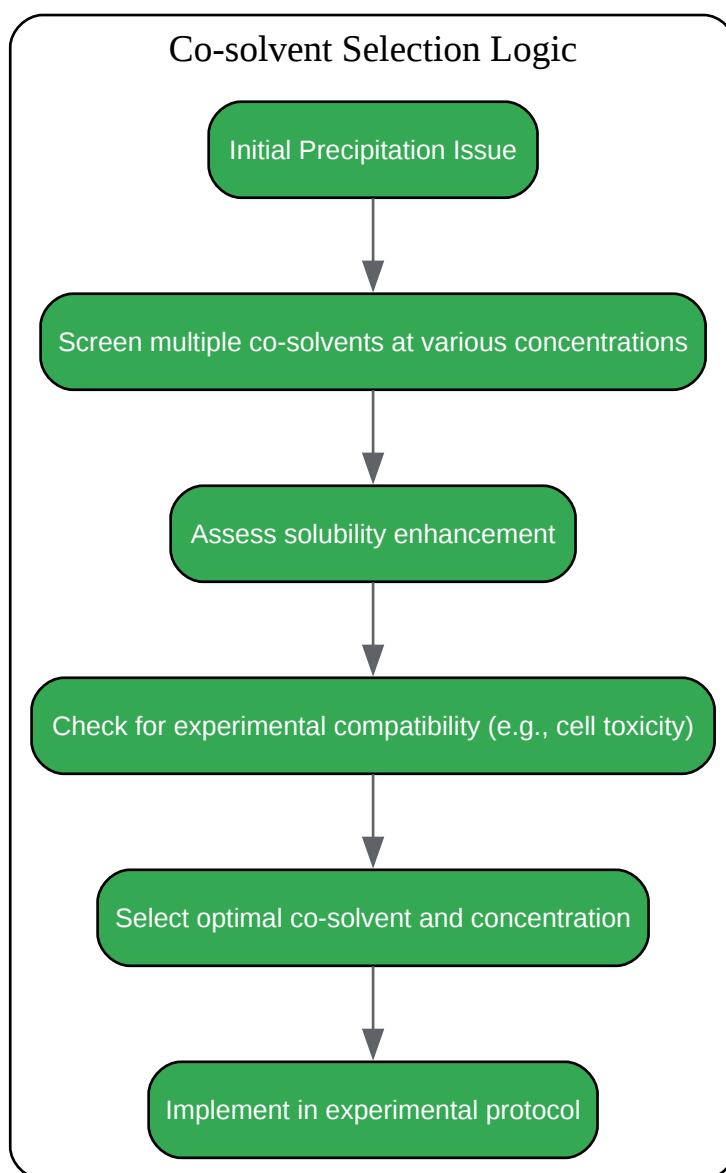 Co-solvent Selection Logic
Initial Precipitation Issue
Screen multiple co-solvents at various concentrations
Assess solubility enhancement
Check for experimental compatibility (e.g., cell toxicity)
Select optimal co-solvent and concentration
Implement in experimental protocol